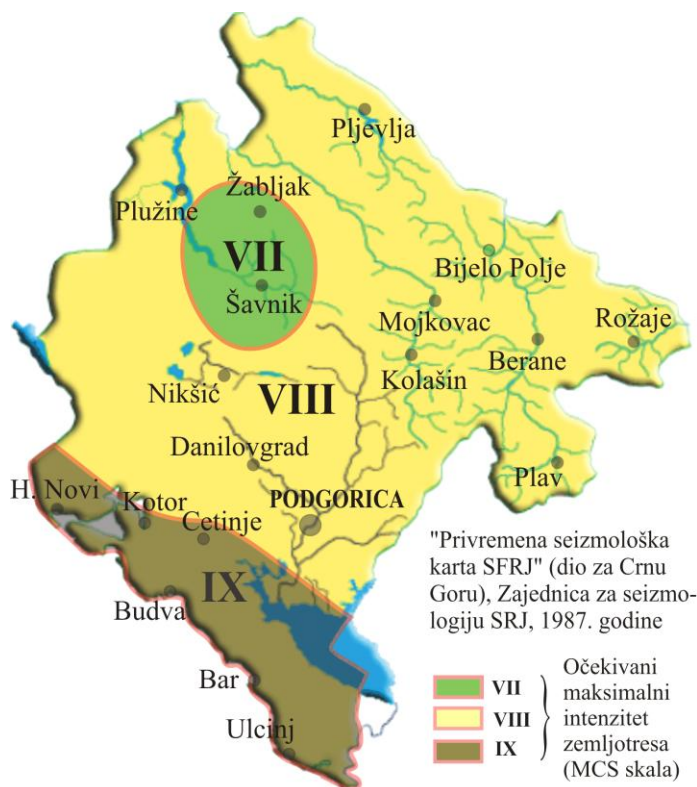 Pljevlja
Žabljak
Plužine
VII
Bijelo Polje
Šavnik
Mojkovac
Rožaje
Berane
Kolašin
Nikšić
VIII
Danilovgrad
Plav
H. Novi
PODGORICA
Kotor
Cetinje
IX
Budva
Bar
Ulcinj
"Privremena seizmološka
karta SFRJ" (dio za Crnu
Goru), Zajednica za seizmo-
logiju SRJ, 1987. godine
VII
VIII
IX
Očekivani
maksimalni
intenzitet
zemljotresa
(MCS skala)